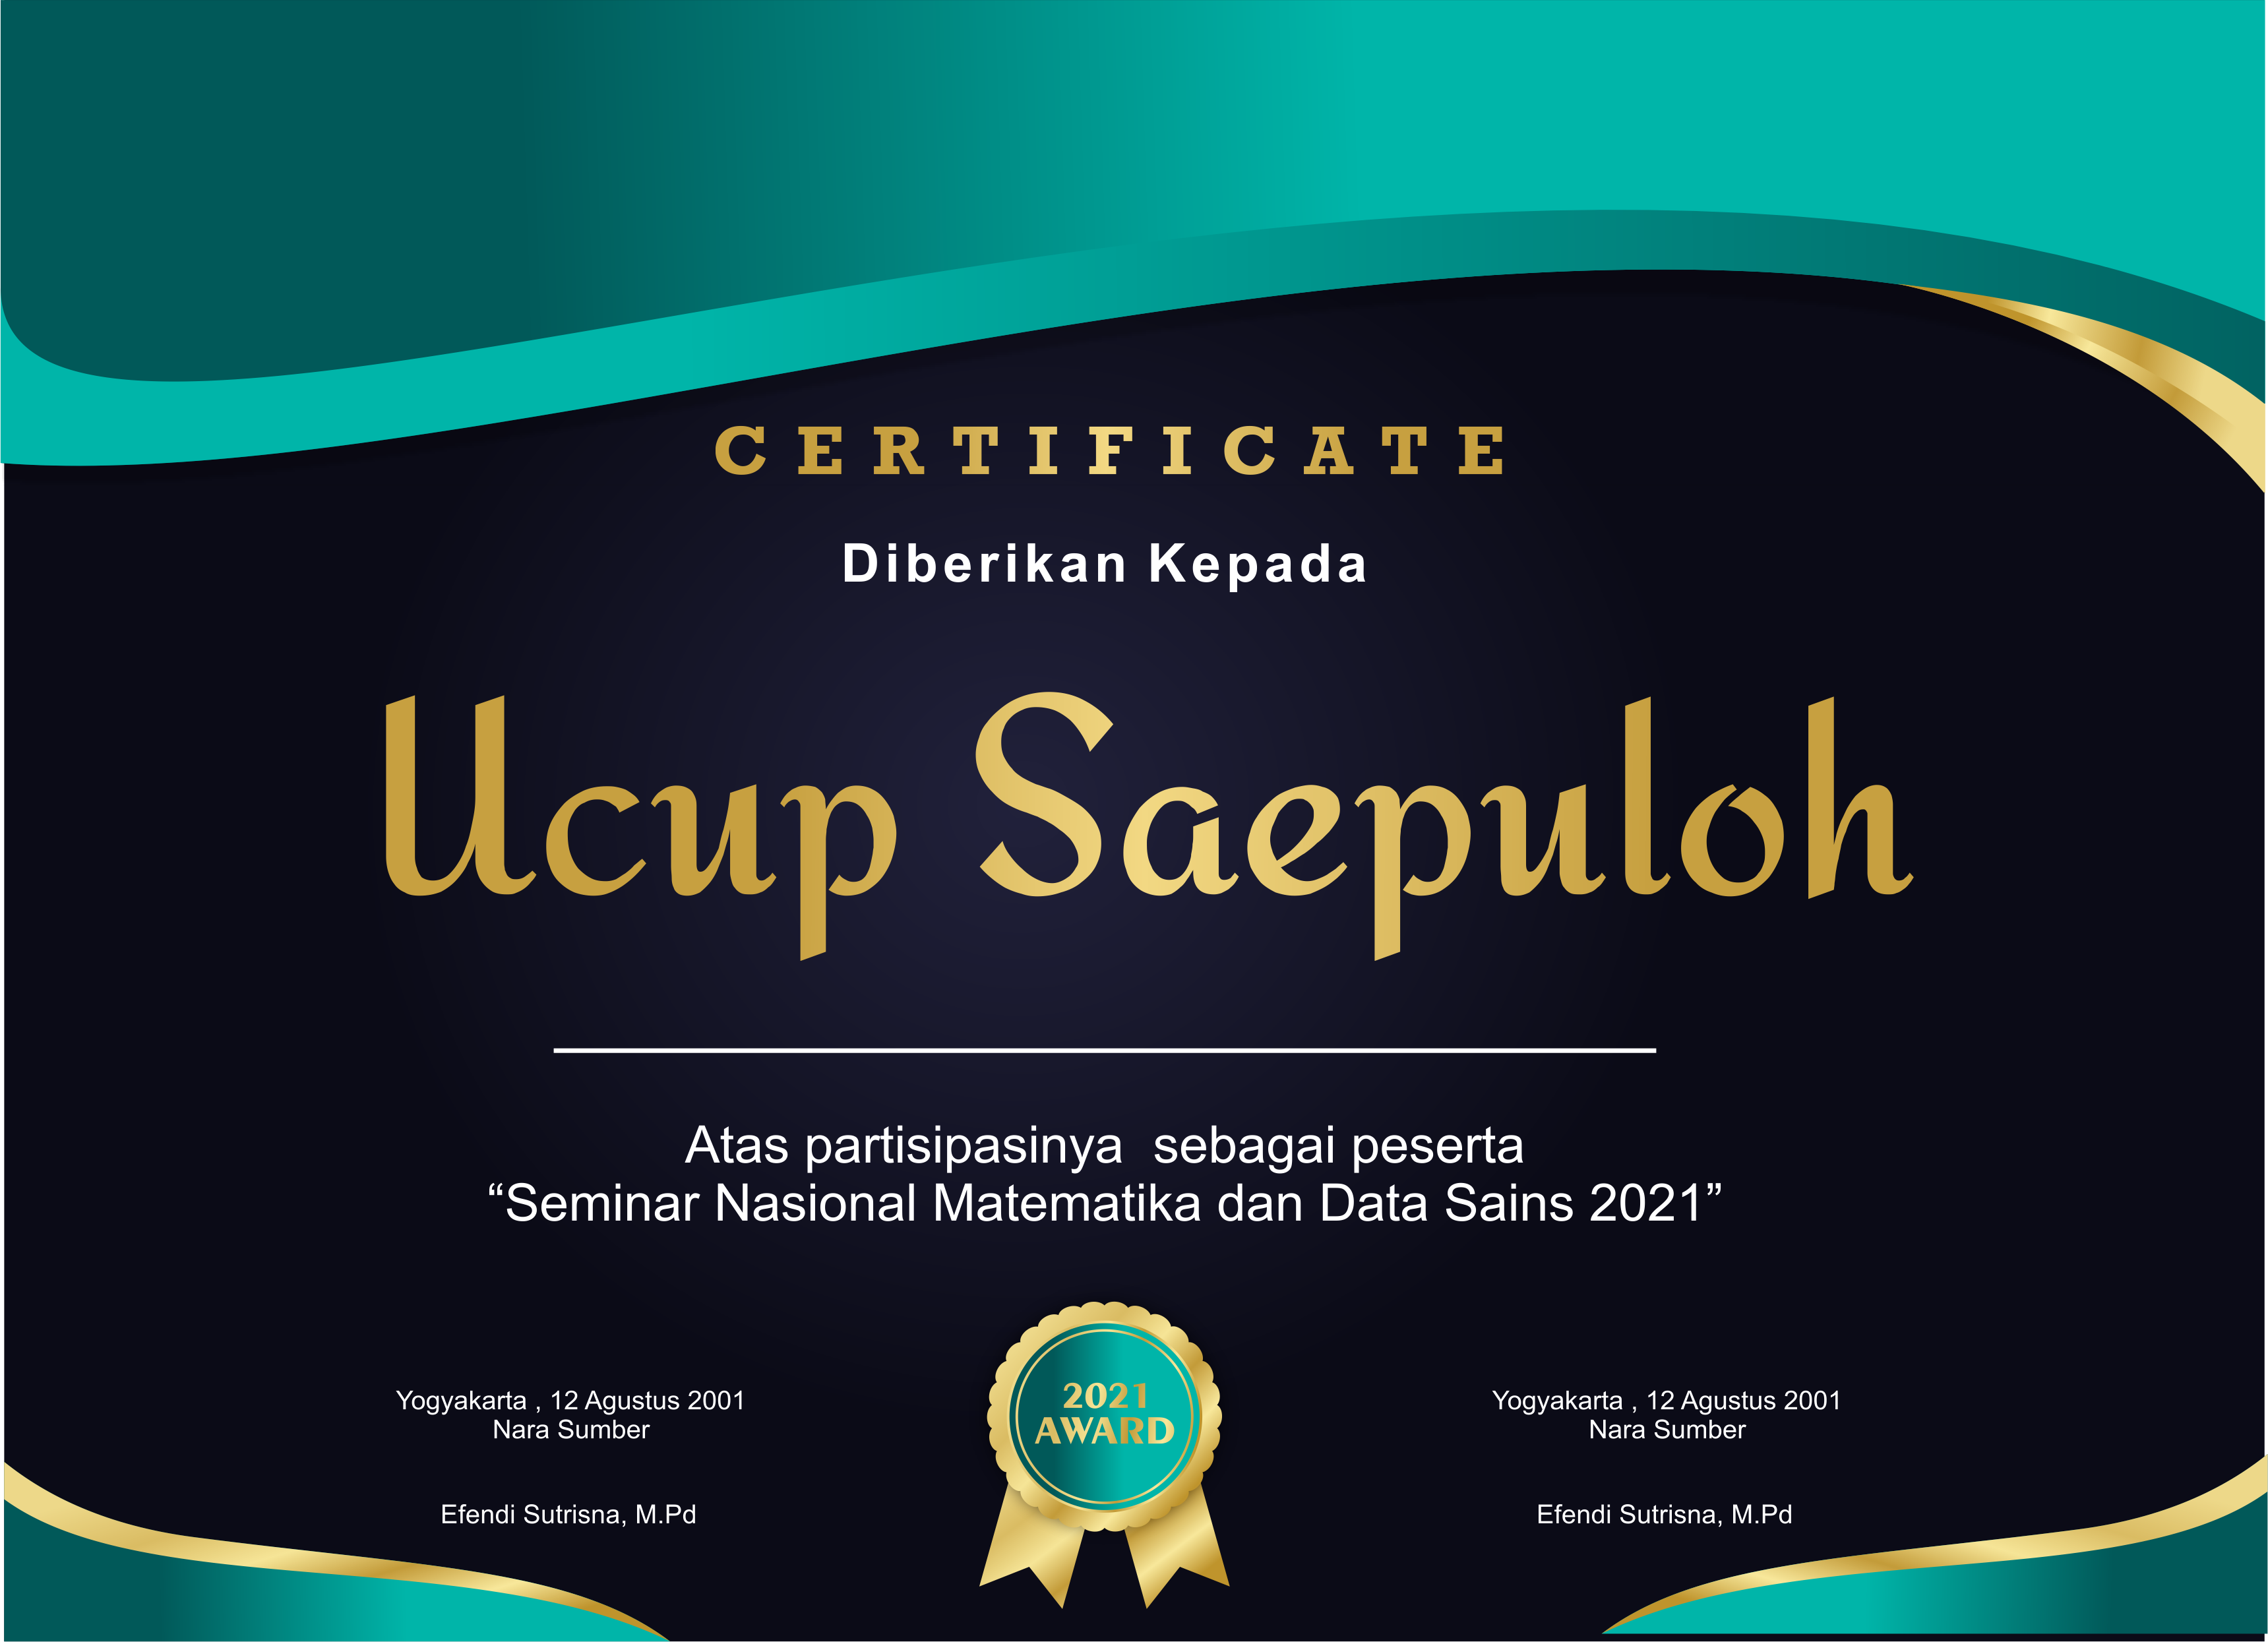 CERTIFICATE
Diberikan Kepada
Ucup Saepuloh
Atas partisipasinya  sebagai peserta
“Seminar Nasional Matematika dan Data Sains 2021”
2021
AWARD
Yogyakarta , 12 Agustus 2001
Nara Sumber
Efendi Sutrisna, M.Pd
Yogyakarta , 12 Agustus 2001
Nara Sumber
Efendi Sutrisna, M.Pd